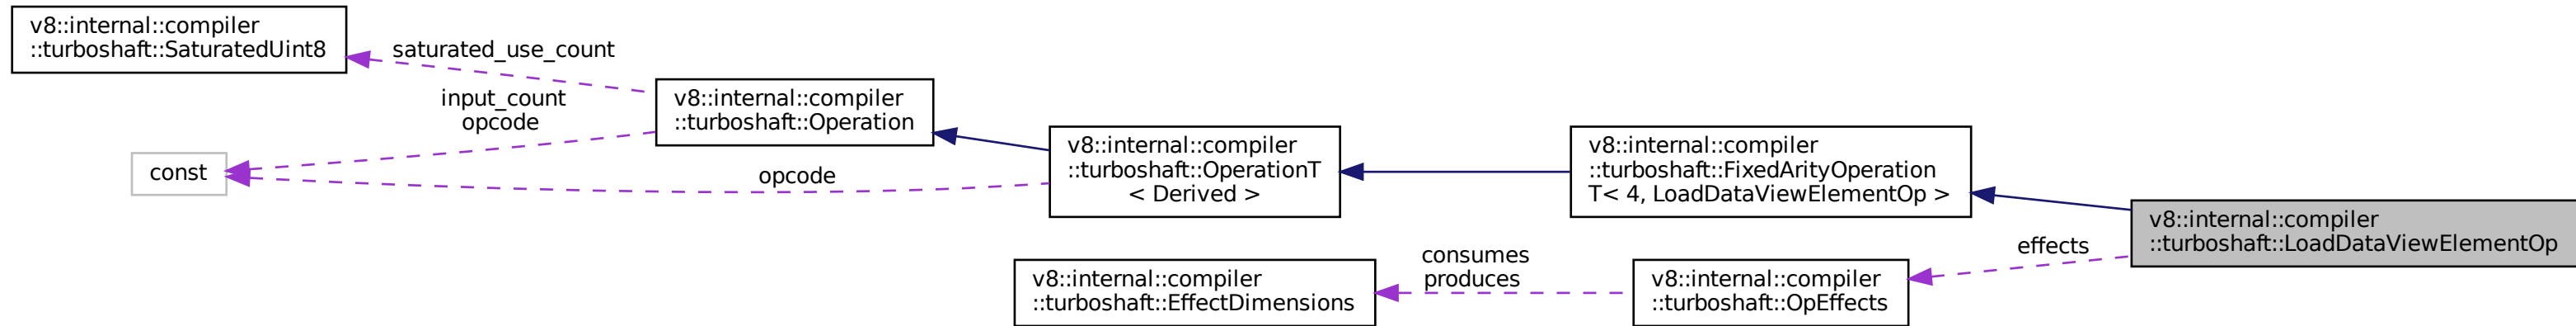 v8::internal::compiler
::turboshaft::SaturatedUint8
saturated_use_count
input_count
opcode
const
v8::internal::compiler
::turboshaft::Operation
opcode
v8::internal::compiler
::turboshaft::OperationT
< Derived >
v8::internal::compiler
::turboshaft::FixedArityOperation
T< 4, LoadDataViewElementOp >
v8::internal::compiler
::turboshaft::LoadDataViewElementOp
effects
v8::internal::compiler
::turboshaft::EffectDimensions
consumes
produces
v8::internal::compiler
::turboshaft::OpEffects